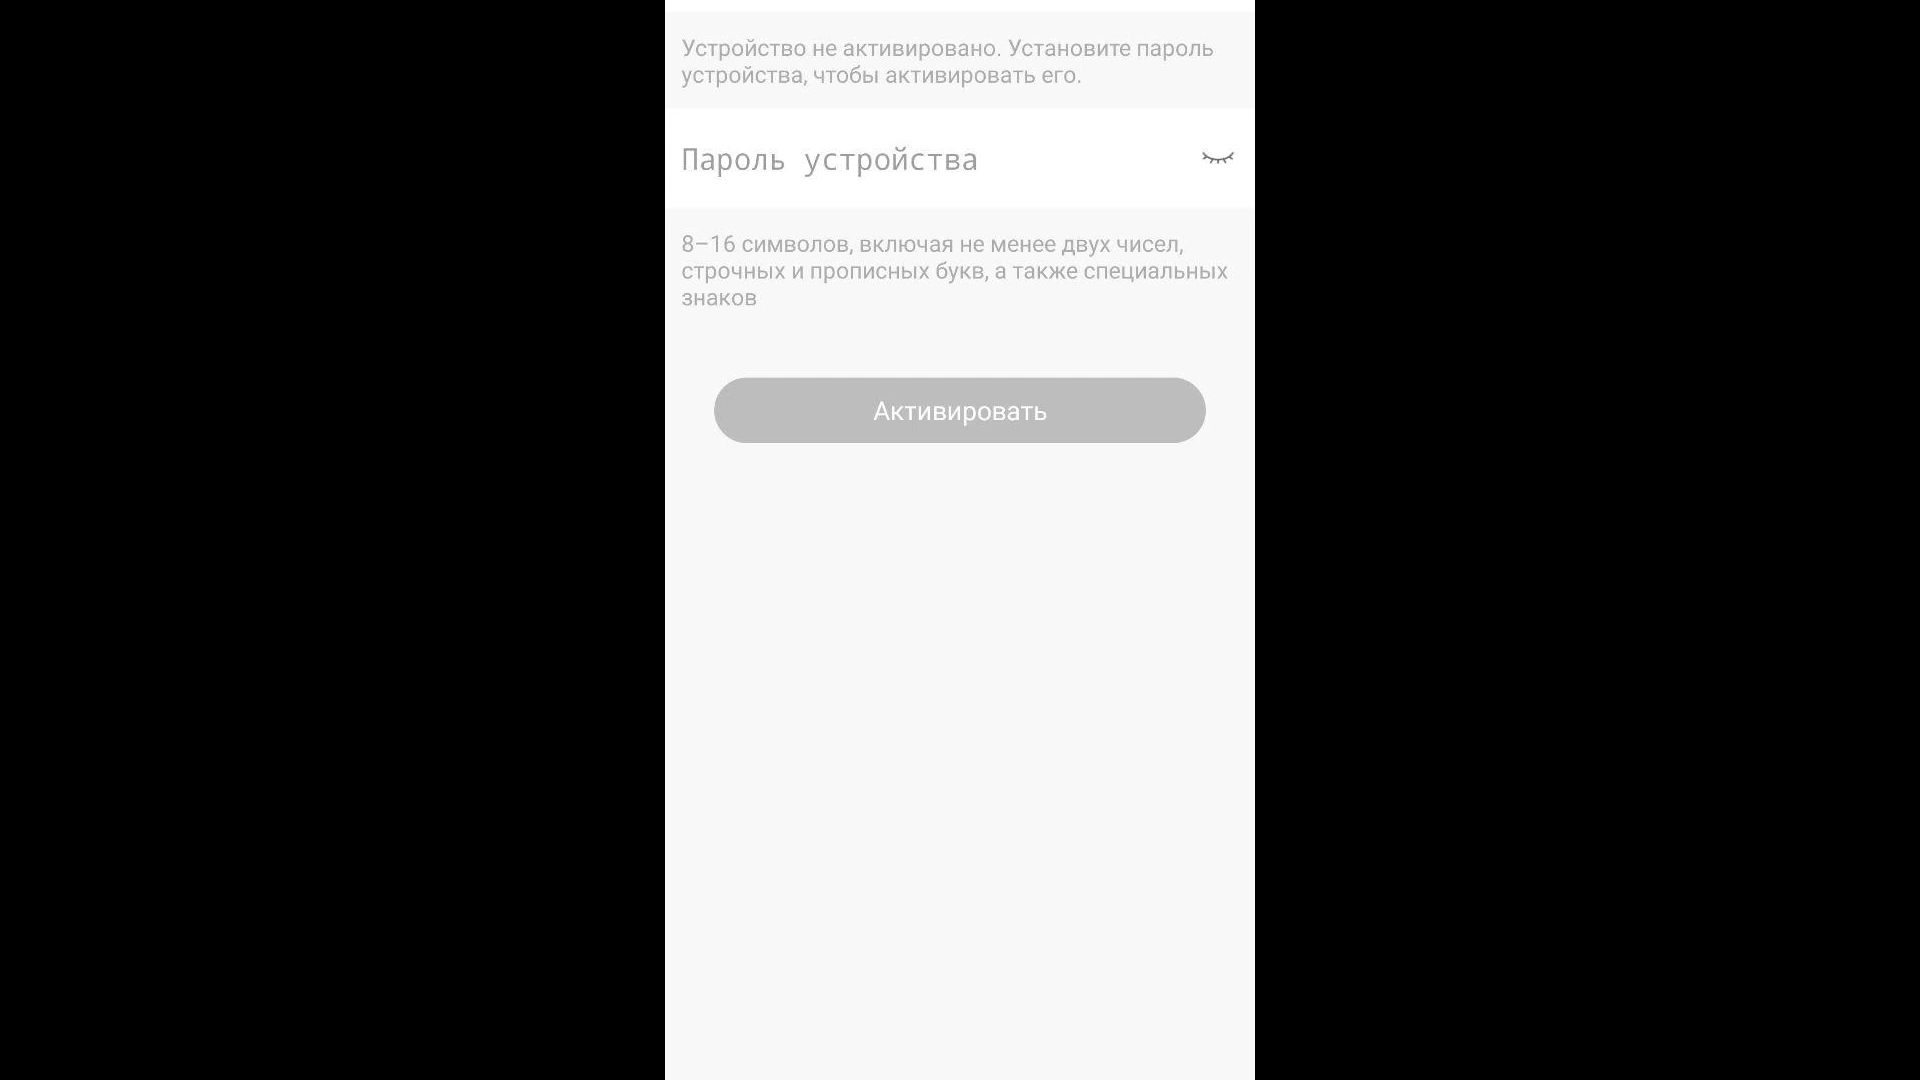 Устройство не активировано. Установите пароль
устройства, чтобы активировать его.
Пароль устройства
8–16 символов, включая не менее двух чисел,
строчных и прописных букв, а также специальных
знаков
Активировать